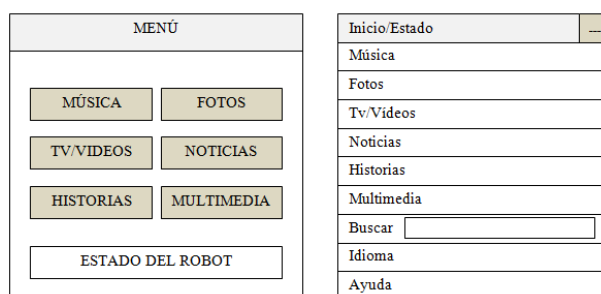 MENÚ
MÚSICA FOTOS
TV/VIDEOS NOTICIAS
HISTORIAS MULTIMEDIA
ESTADO DEL ROBOT
Inicio/Estado ---
Música
Fotos
Tv/Vídeos
Noticias
Historias
Multimedia
Buscar
Idioma
Ayuda